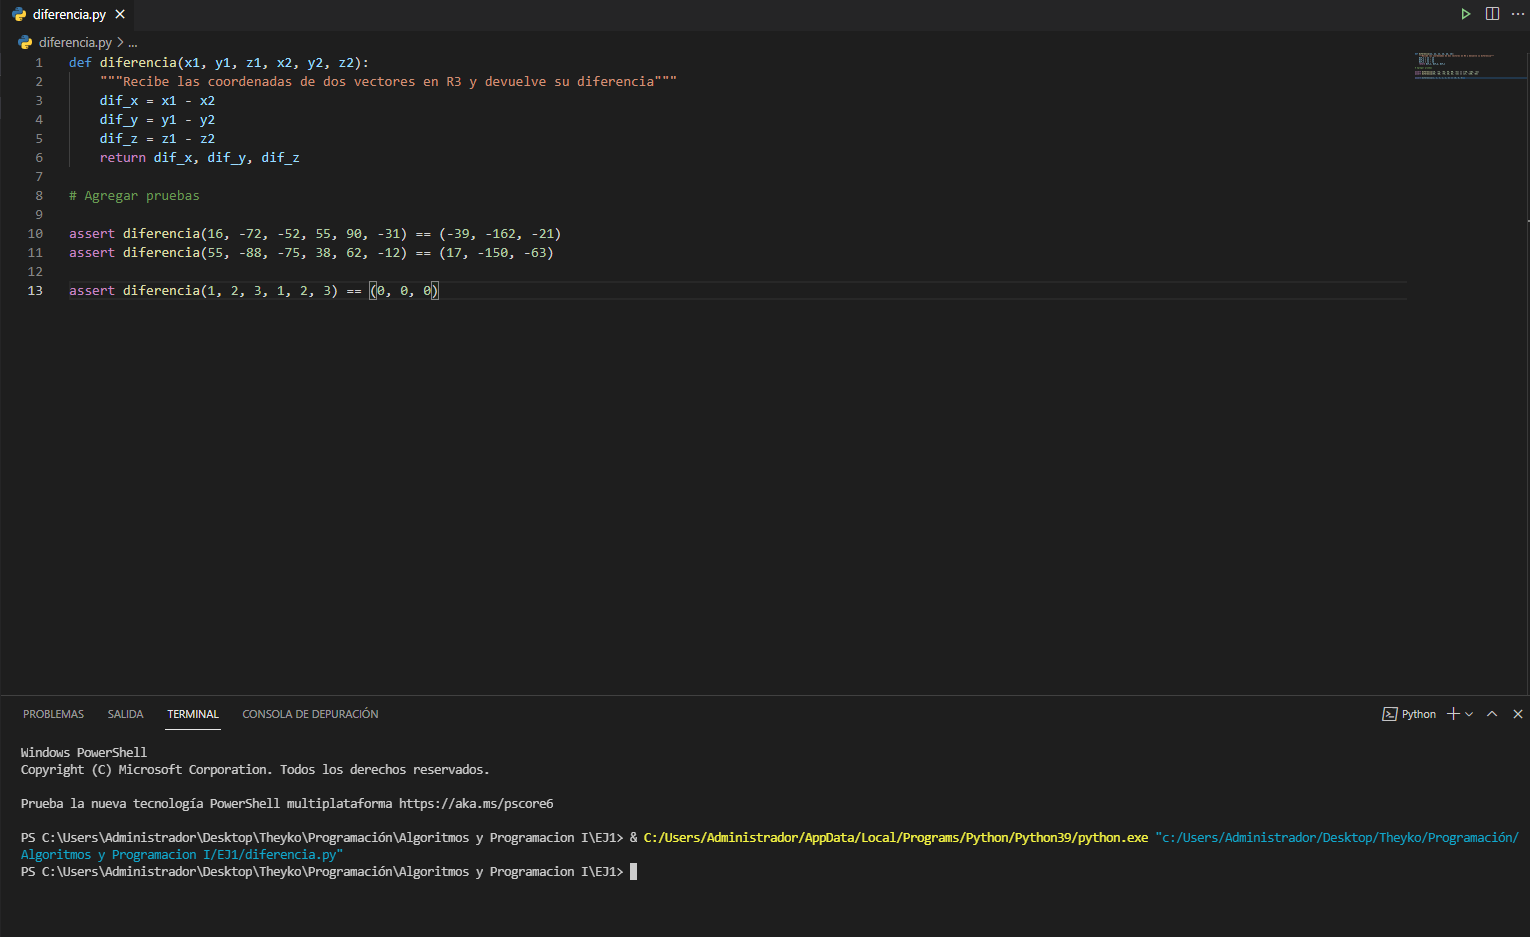 diferencia.py
diferencia.py > ...
1 def diferencia(x1, y1, z1, x2, y2, z2):
2 """Recibe las coordenadas de dos vectores en R3 y devuelve su diferencia"""
3 dif_x = x1 - x2
4 dif_y = y1 - y2
5 dif_z = z1 - z2
6 return dif_x, dif_y, dif_z
7
8 # Agregar pruebas
9
10 assert diferencia(16, -72, -52, 55, 90, -31) == (-39, -162, -21)
11 assert diferencia(55, -88, -75, 38, 62, -12) == (17, -150, -63)
12
13 assert diferencia(1, 2, 3, 1, 2, 3) == (0, 0, 0)
PROBLEMAS SALIDA TERMINAL CONSOLA DE DEPURACIÓN Python
Windows PowerShell
Copyright (C) Microsoft Corporation. Todos los derechos reservados.
Prueba la nueva tecnología PowerShell multiplataforma https://aka.ms/pscore6
PS C:\Users\Administrador\Desktop\Theyko\Programación\Algoritmos y Programacion I\EJ1> & C:/Users/Administrador/AppData/Local/Programs/Python/Python39/python.exe "c:/Users/Administrador/Desktop/Theyko/Programación/
Algoritmos y Programacion I/EJ1/diferencia.py"
PS C:\Users\Administrador\Desktop\Theyko\Programación\Algoritmos y Programacion I\EJ1>